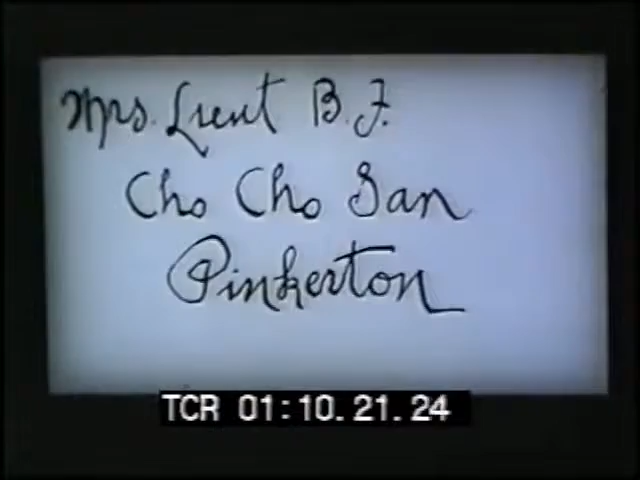 Mrs. Lieut B.F.
Cho Cho San
Pinkerton
TCR 01:10.21.24